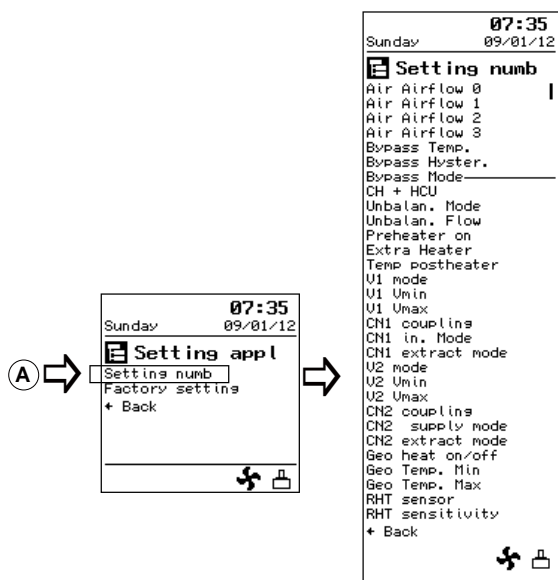 A
07:35
Sunday 09/01/12
Setting appl
Setting numb
Factory setting
← Back
07:35
Sunday 09/01/12
Setting numb
Air Airflow 0
Air Airflow 1
Air Airflow 2
Air Airflow 3
Bypass Temp.
Bypass Hyster.
Bypass Mode
CH + HCU
Unbalan. Mode
Unbalan. Flow
Preheater on
Extra Heater
Temp postheater
V1 mode
V1 Vmin
V1 Vmax
CN1 coupling
CN1 in. Mode
CN1 extract mode
V2 mode
V2 Vmin
V2 Vmax
CN2 coupling
CN2 supply mode
CN2 extract mode
Geo heat on/off
Geo Temp. Min
Geo Temp. Max
RHT sensor
RHT sensitivity
← Back